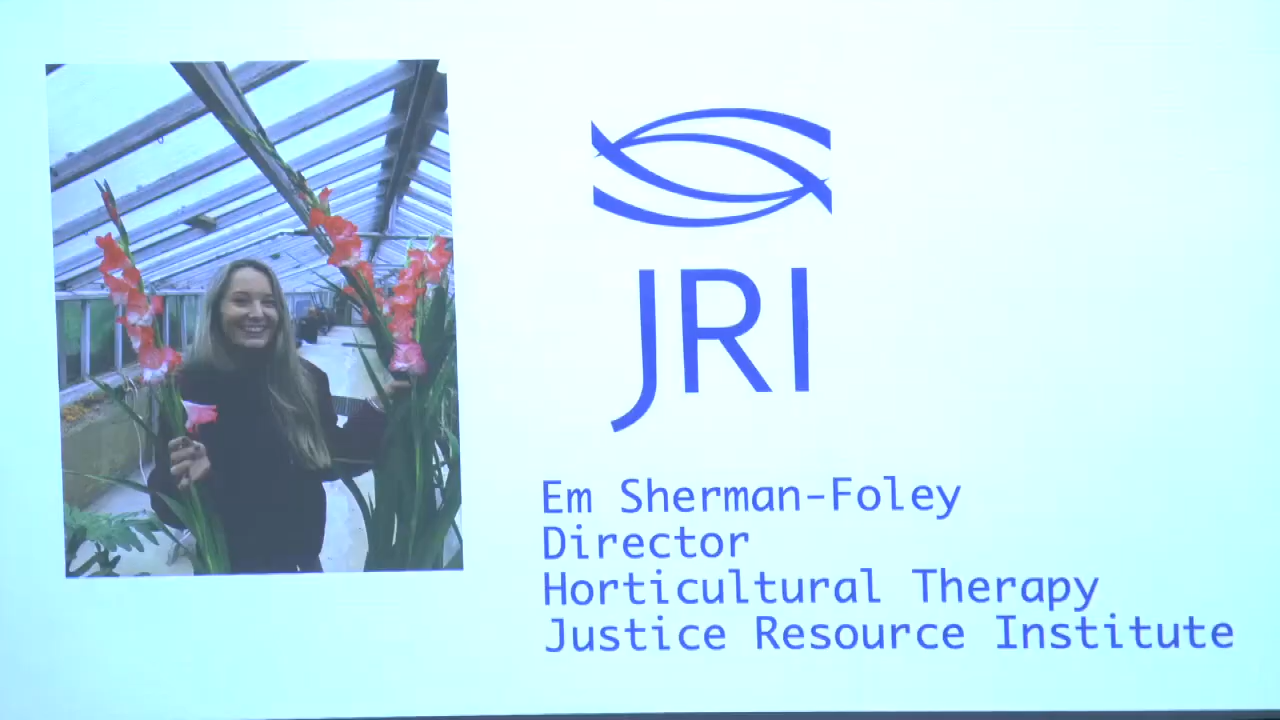 JRI
Em Sherman-Foley
Director
Horticultural Therapy
Justice Resource Institute